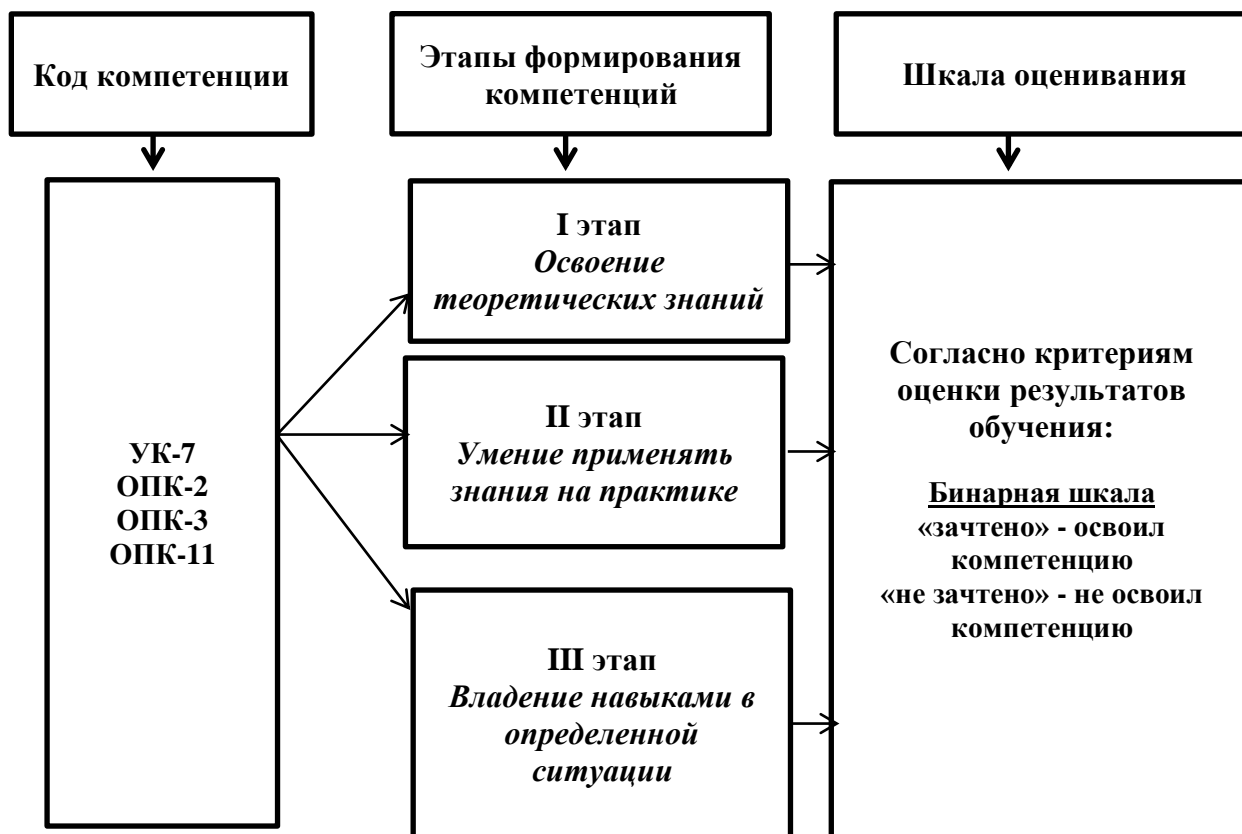 Код компетенции
Этапы формирования
компетенций
Шкала оценивания
УК-7
ОПК-2
ОПК-3
ОПК-11
I этап
Освоение
теоретических знаний
II этап
Умение применять
знания на практике
III этап
Владение навыками в
определенной
ситуации
Согласно критериям
оценки результатов
обучения:
Бинарная шкала
«зачтено» - освоил
компетенцию
«не зачтено» - не освоил
компетенцию